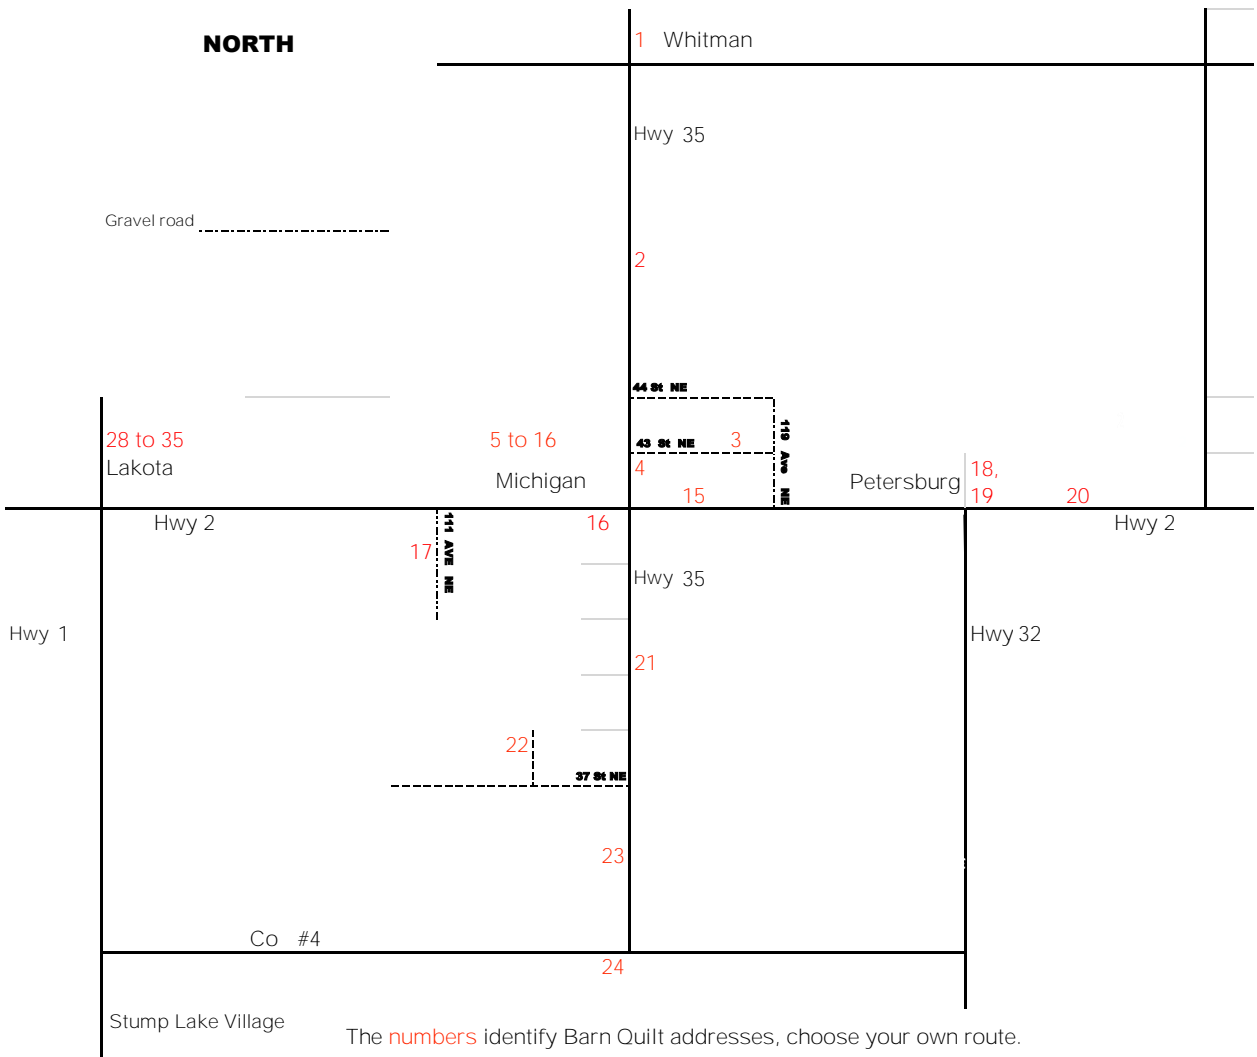 NORTH
1 Whitman
Hwy 35
Gravel road
2
44 St NE
28 to 35
5 to 16
43 St NE
3
119 Ave NE
Lakota
4
Michigan
15
Petersburg
18,
19
20
Hwy 2
16
Hwy 2
111 AVE NE
17
Hwy 35
Hwy 1
Hwy 32
21
22
37 St NE
23
Co #4
24
Stump Lake Village
The numbers identify Barn Quilt addresses, choose your own route.